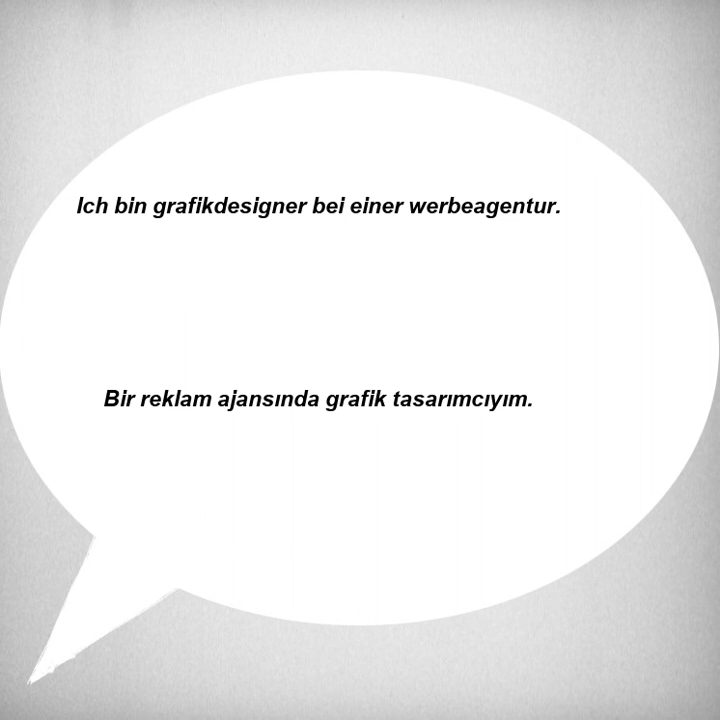 Ich bin grafikdesigner bei einer werbeagentur.
Bir reklam ajansında grafik tasarımcıyım.